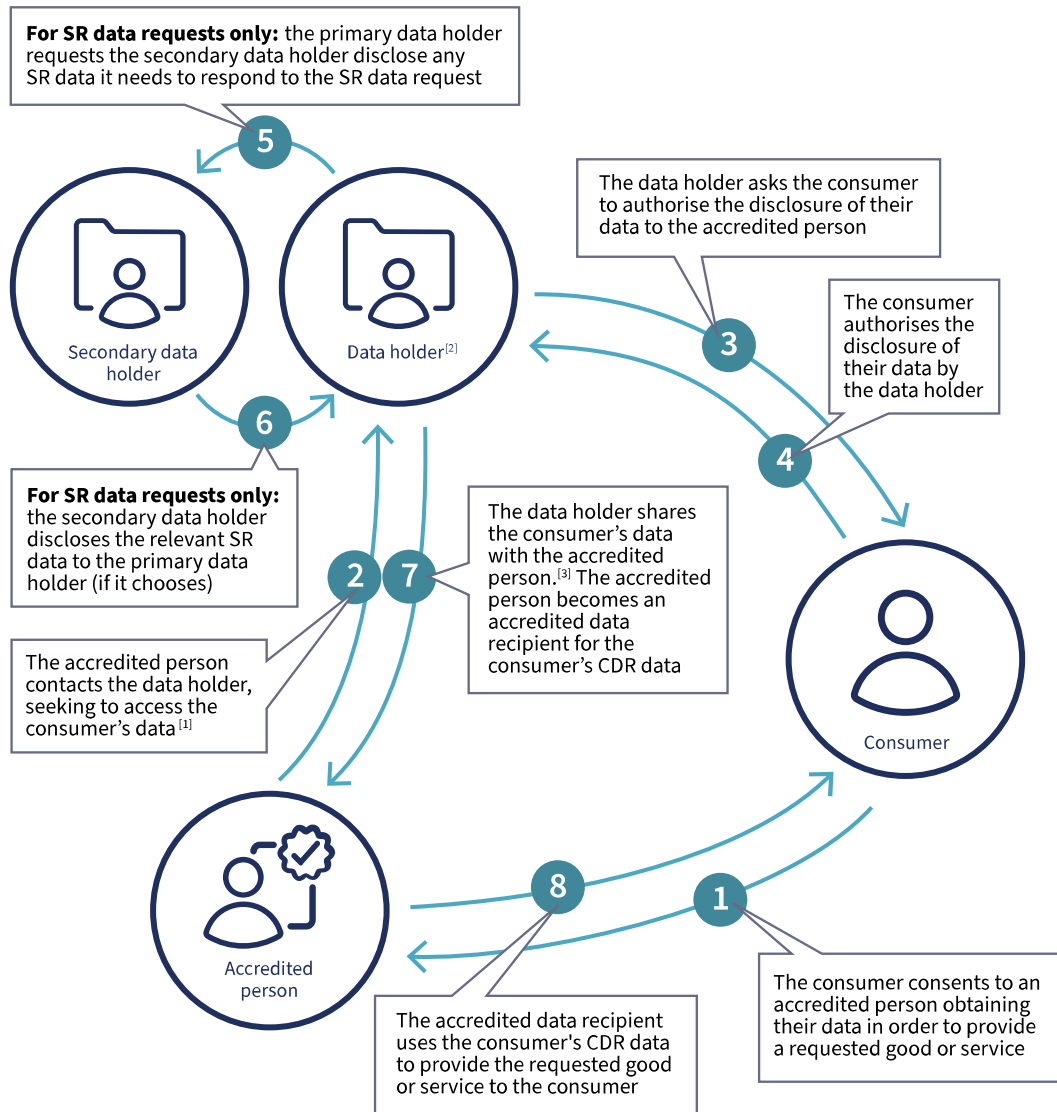 For SR data requests only: the primary data holder
requests the secondary data holder disclose any
SR data it needs to respond to the SR data request
5
The data holder asks the consumer
to authorise the disclosure of their
data to the accredited person
The consumer
authorises the
disclosure of
their data by
the data holder
3
Secondary data
holder
Data holder[2]
6
4
For SR data requests only:
the secondary data holder
discloses the relevant SR
data to the primary data
holder (if it chooses)
The data holder shares
the consumer’s data
with the accredited
person.[3] The accredited
person becomes an
accredited data
recipient for the
consumer’s CDR data
2
7
The accredited person
contacts the data holder,
seeking to access the
consumer’s data[1]
Consumer
8
1
Accredited
person
The consumer consents to an
accredited person obtaining
their data in order to provide
a requested good or service
The accredited data recipient
uses the consumer's CDR data
to provide the requested good
or service to the consumer